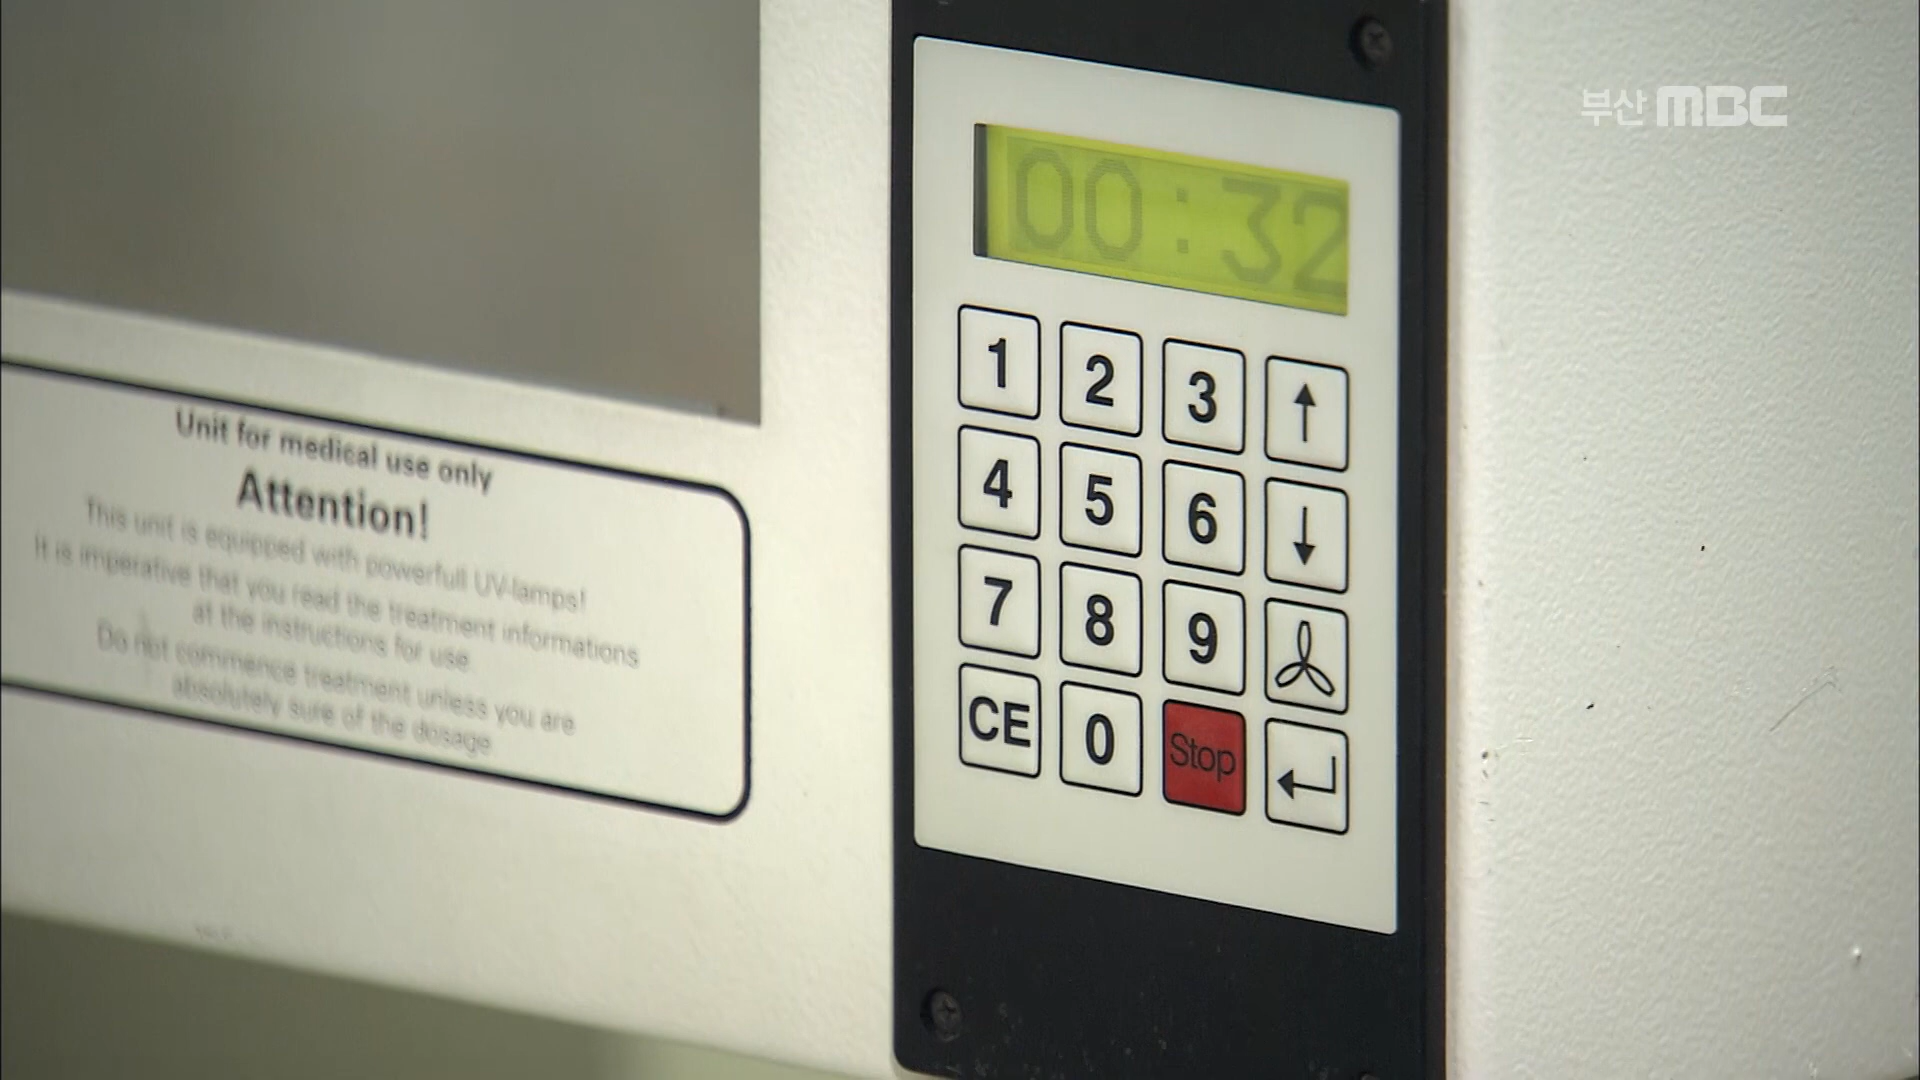 부산 MBC
00:32
1 2 3 ↑
4 5 6 ↓
7 8 9
CE 0 Stop ↵
Unit for medical use only
Attention!
This unit is equipped with powerfull UV-lamps!
It is imperative that you read the treatment informations
at the instructions for use.
Do not commence treatment unless you are
absolutely sure of the dosage